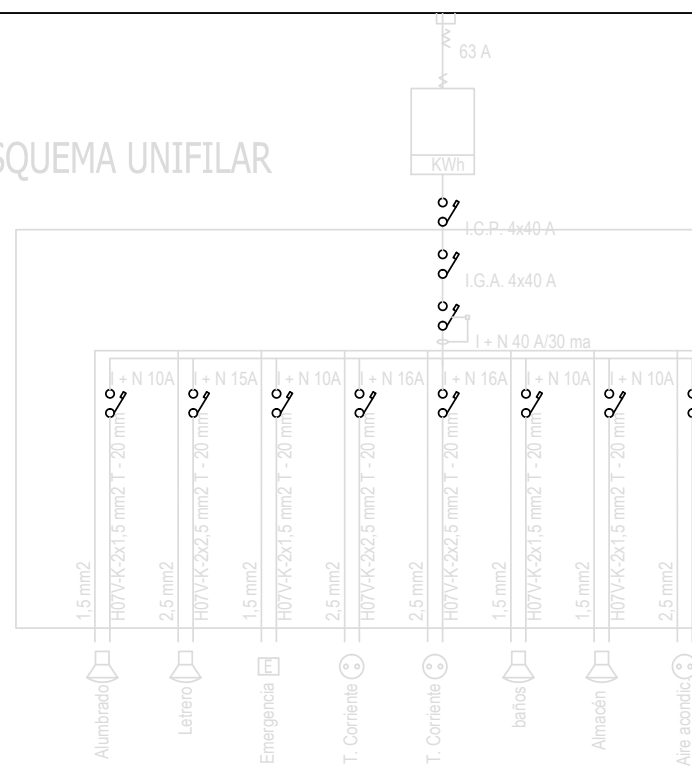 63 A
SQUEMA UNIFILAR
KWh
I.C.P. 4x40 A
I.G.A. 4x40 A
I + N 40 A/30 ma
I + N 10A
I + N 15A
I + N 10A
I + N 16A
I + N 16A
I + N 10A
I + N 10A
1,5 mm2
H07V-K-2x1,5 mm2 T - 20 mm
2,5 mm2
H07V-K-2x2,5 mm2 T - 20 mm
1,5 mm2
H07V-K-2x1,5 mm2 T - 20 mm
2,5 mm2
H07V-K-2x2,5 mm2 T - 20 mm
2,5 mm2
H07V-K-2x2,5 mm2 T - 20 mm
1,5 mm2
H07V-K-2x1,5 mm2 T - 20 mm
1,5 mm2
H07V-K-2x1,5 mm2 T - 20 mm
2,5 mm2
E
Alumbrado
Letrero
Emergencia
T. Corriente
T. Corriente
baños
Almacén
Aire acondic.